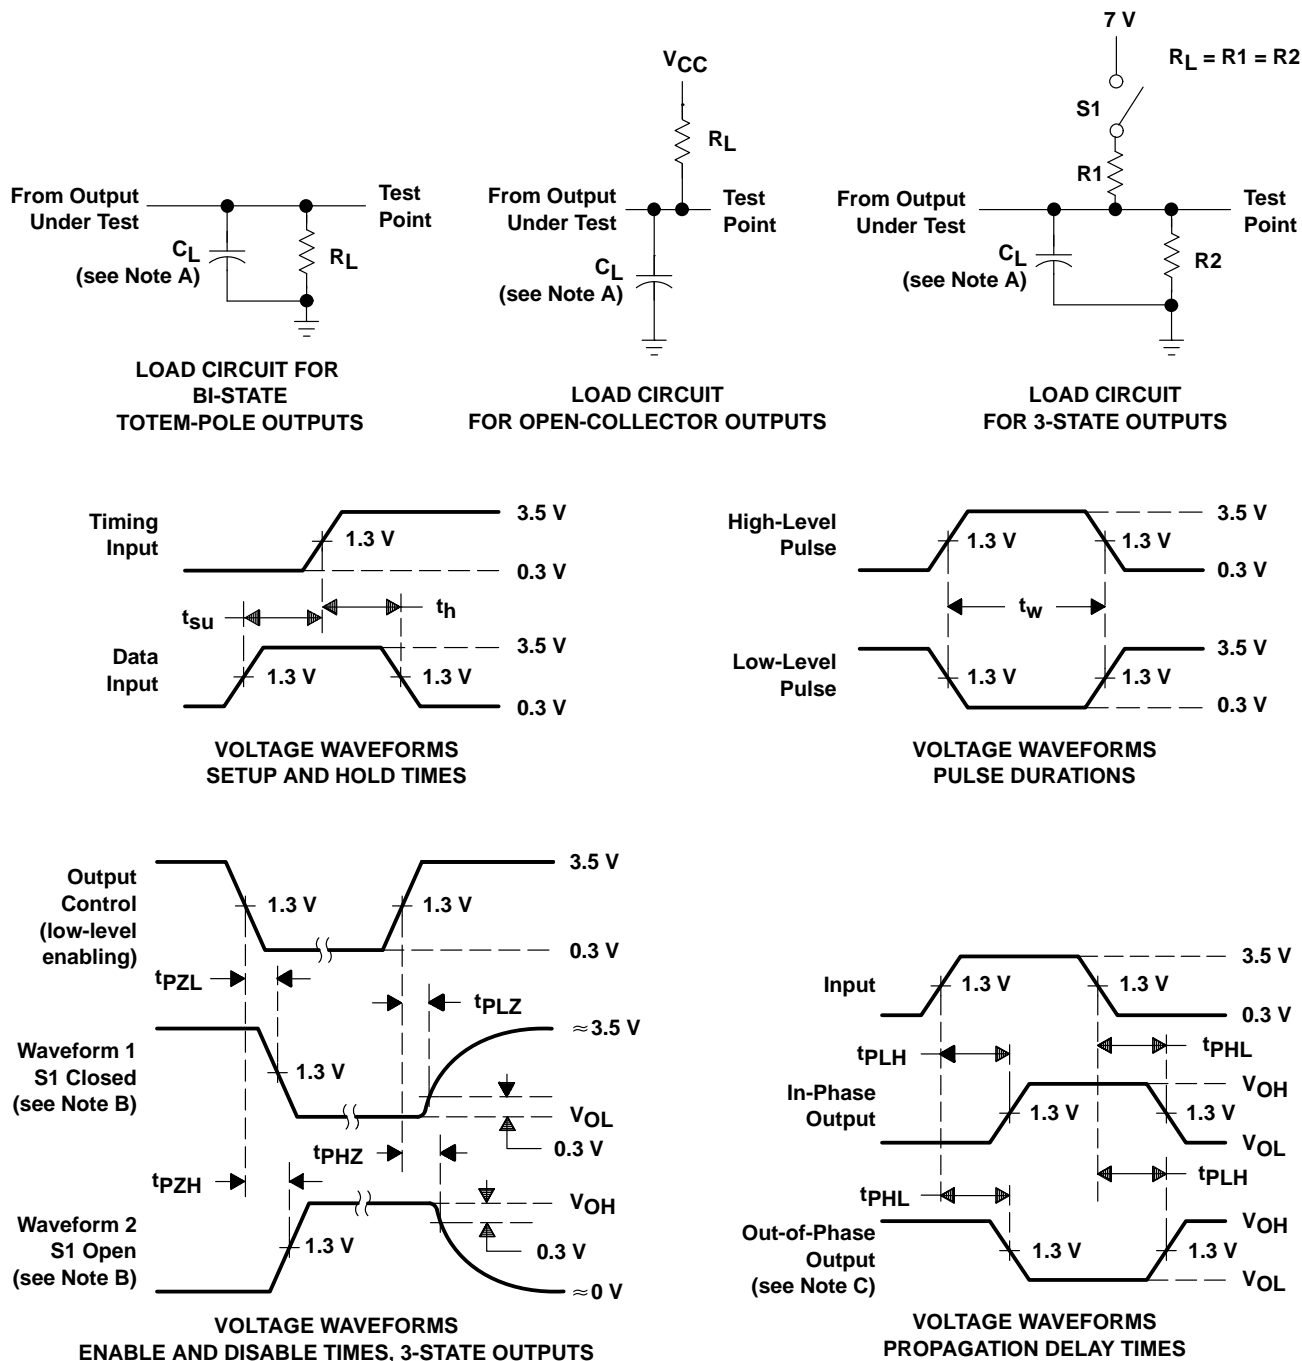 From Output
Under Test
Test
Point
CL
(see Note A)
RL
LOAD CIRCUIT FOR
BI-STATE
TOTEM-POLE OUTPUTS
VCC
RL
From Output
Under Test
Test
Point
CL
(see Note A)
LOAD CIRCUIT
FOR OPEN-COLLECTOR OUTPUTS
7 V
RL = R1 = R2
S1
R1
From Output
Under Test
Test
Point
CL
(see Note A)
R2
LOAD CIRCUIT
FOR 3-STATE OUTPUTS
Timing
Input
1.3 V
3.5 V
0.3 V
tsu
th
Data
Input
1.3 V
1.3 V
3.5 V
0.3 V
VOLTAGE WAVEFORMS
SETUP AND HOLD TIMES
High-Level
Pulse
1.3 V
1.3 V
3.5 V
0.3 V
tw
Low-Level
Pulse
1.3 V
1.3 V
3.5 V
0.3 V
VOLTAGE WAVEFORMS
PULSE DURATIONS
Output
Control
(low-level
enabling)
1.3 V
1.3 V
3.5 V
0.3 V
tPZL
tPLZ
Waveform 1
S1 Closed
(see Note B)
1.3 V
≈3.5 V
VOL
0.3 V
tPHZ
tPZH
Waveform 2
S1 Open
(see Note B)
1.3 V
VOH
0.3 V
≈0 V
VOLTAGE WAVEFORMS
ENABLE AND DISABLE TIMES, 3-STATE OUTPUTS
Input
1.3 V
1.3 V
3.5 V
0.3 V
tPLH
tPHL
In-Phase
Output
1.3 V
1.3 V
VOH
VOL
tPHL
tPLH
Out-of-Phase
Output
(see Note C)
1.3 V
1.3 V
VOH
VOL
VOLTAGE WAVEFORMS
PROPAGATION DELAY TIMES